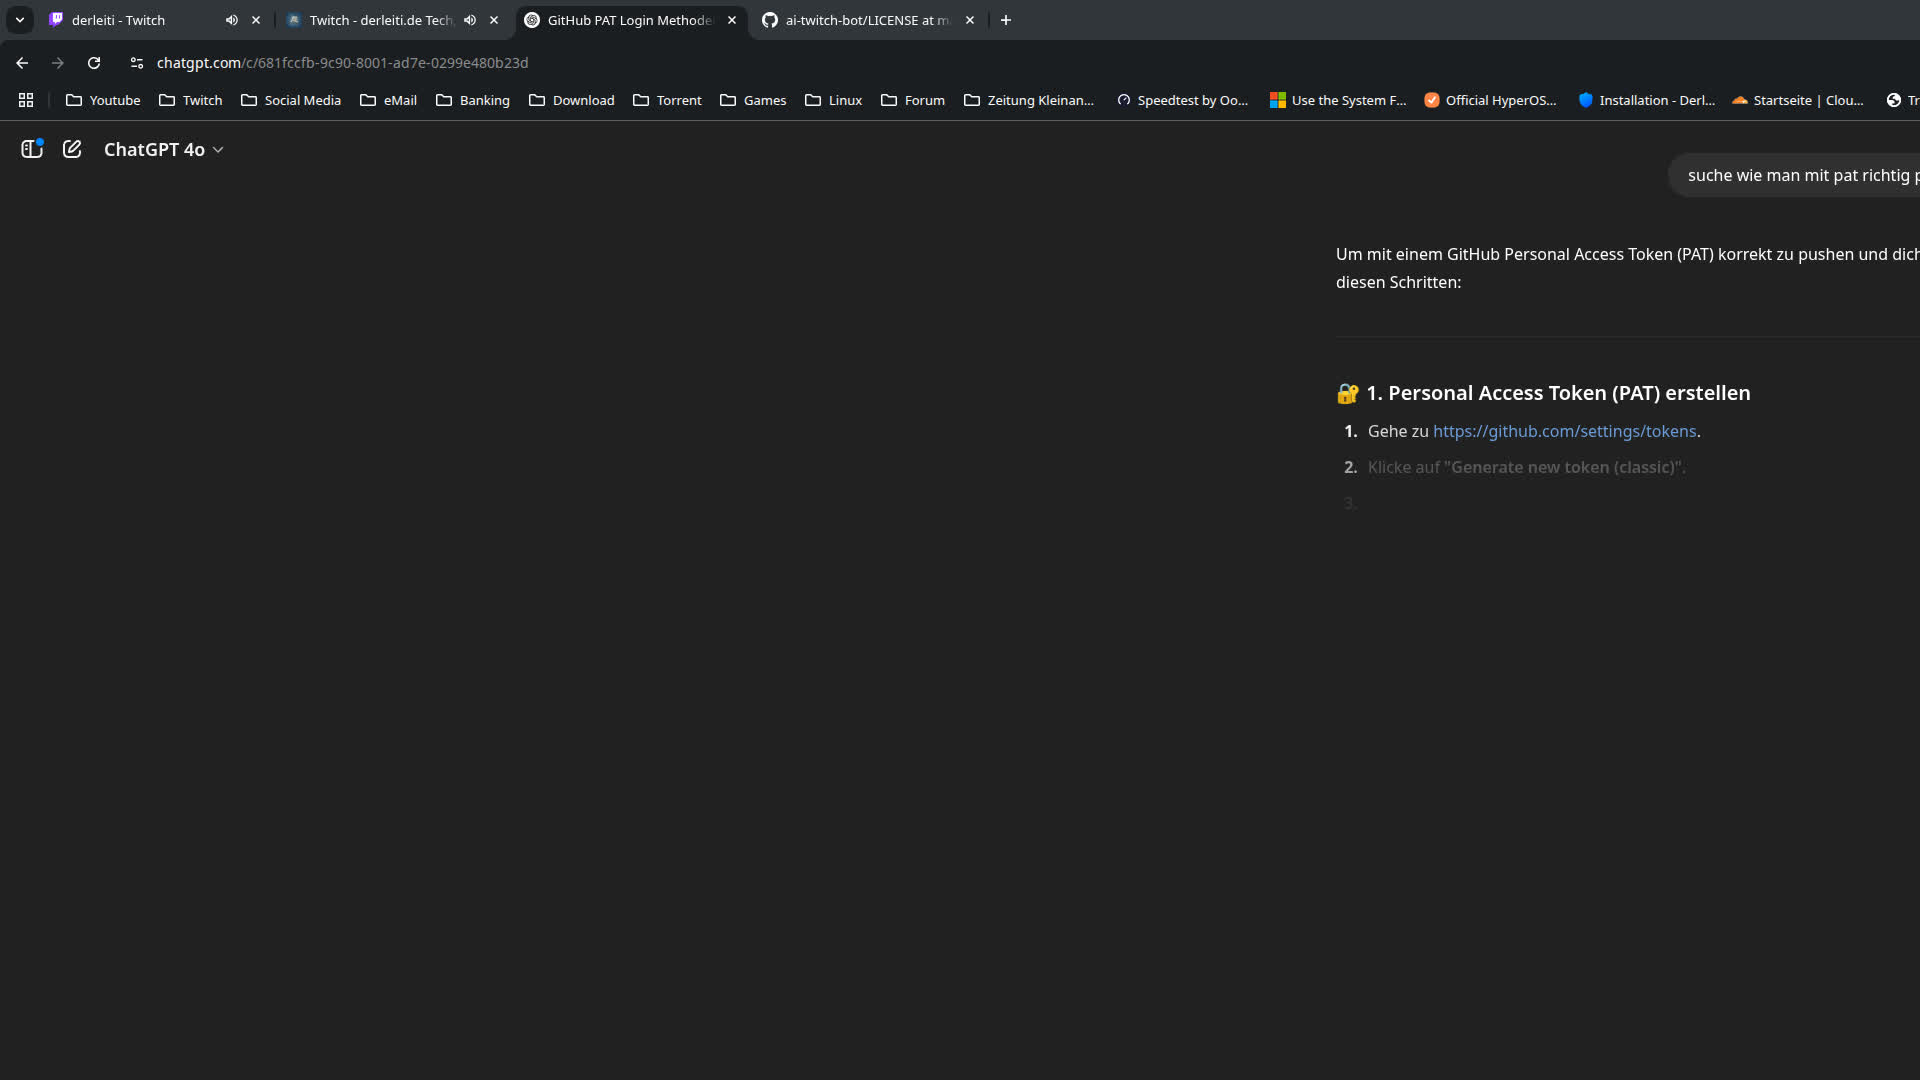 derleiti - Twitch
Twitch - derleiti.de Tech
GitHub PAT Login Methode
ai-twitch-bot/LICENSE at m
chatgpt.com/c/681fccfb-9c90-8001-ad7e-0299e480b23d
Youtube
Twitch
Social Media
eMail
Banking
Download
Torrent
Games
Linux
Forum
Zeitung Kleinan...
Speedtest by Oo...
Use the System F...
Official HyperOS...
Installation - Derl...
Startseite | Clou...
Tr
ChatGPT 4o
suche wie man mit pat richtig p
Um mit einem GitHub Personal Access Token (PAT) korrekt zu pushen und dich
diesen Schritten:
🔐 1. Personal Access Token (PAT) erstellen
1. Gehe zu https://github.com/settings/tokens.
2. Klicke auf "Generate new token (classic)".
3.